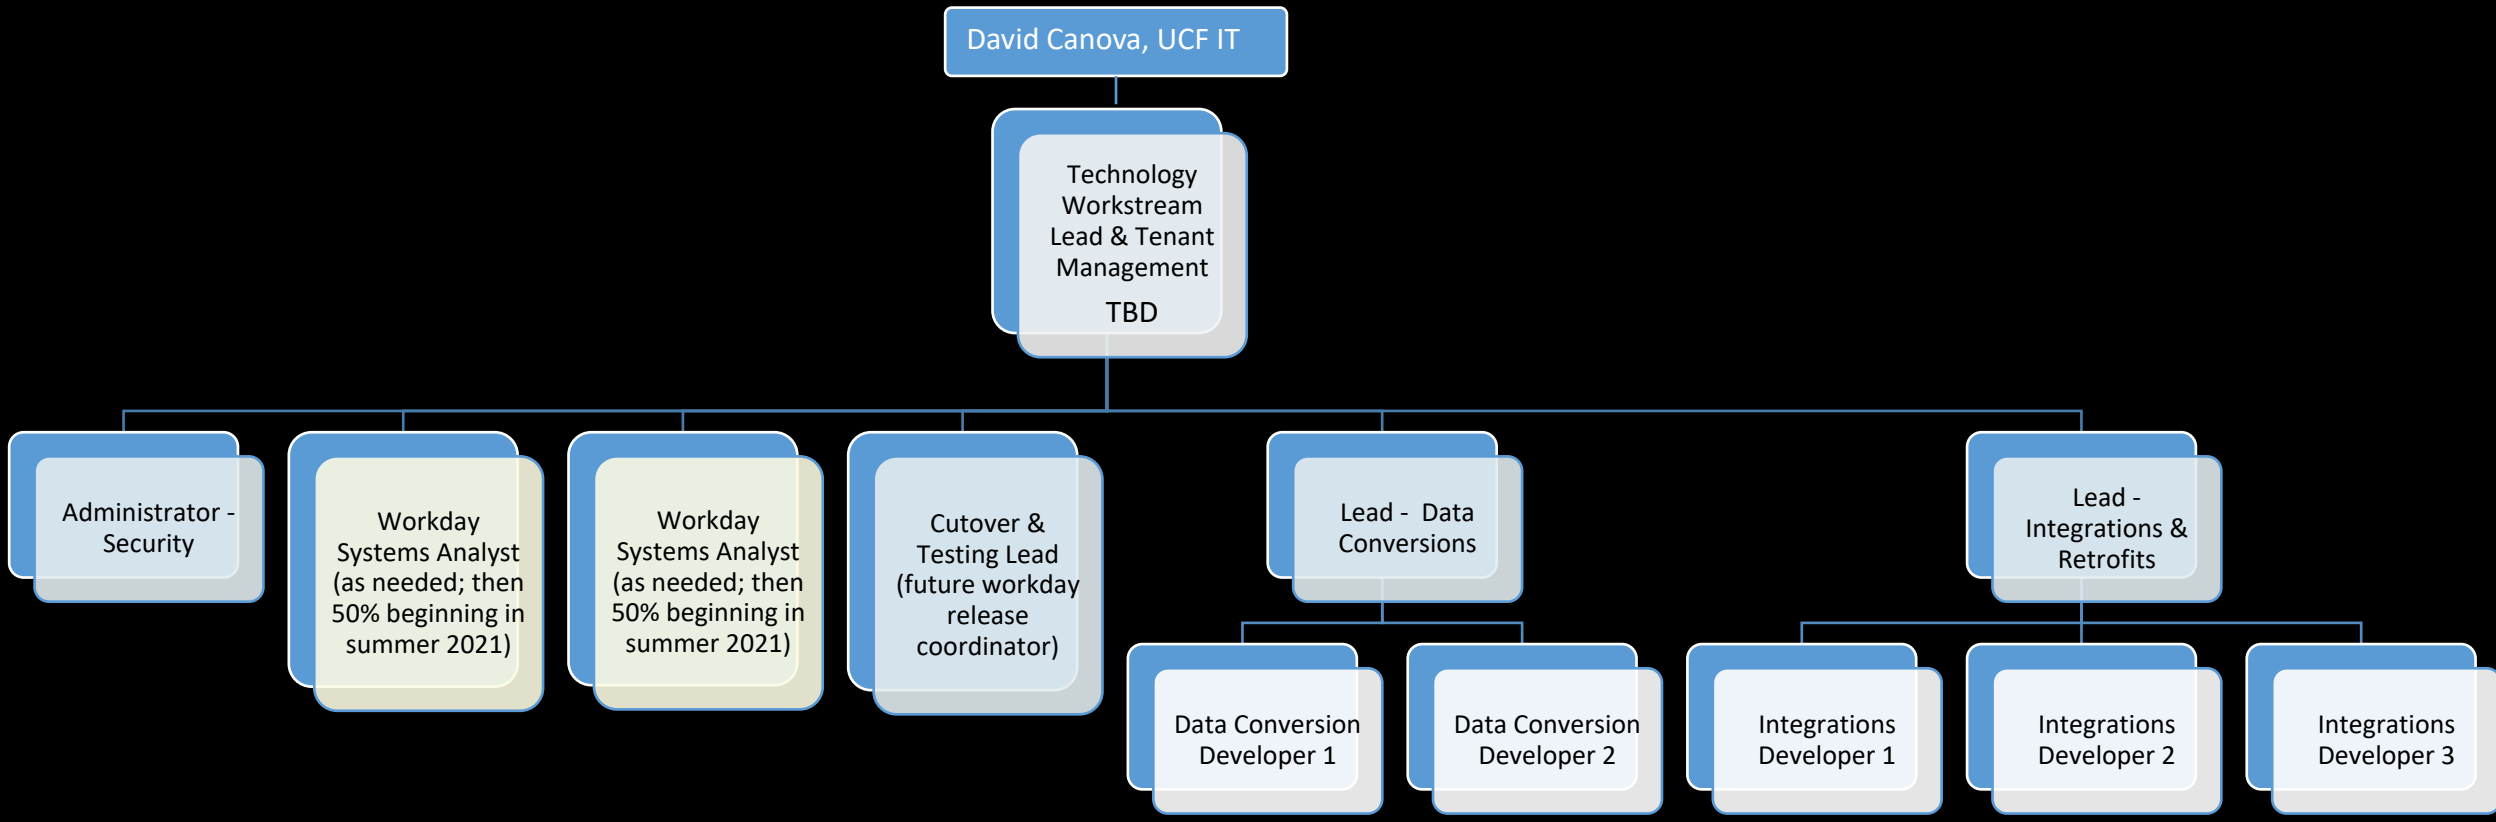 David Canova, UCF IT
Technology
Workstream
Lead & Tenant
Management
TBD
Administrator -
Security
Workday
Systems Analyst
(as needed; then
50% beginning in
summer 2021)
Workday
Systems Analyst
(as needed; then
50% beginning in
summer 2021)
Cutover &
Testing Lead
(future workday
release
coordinator)
Lead - Data
Conversions
Lead -
Integrations &
Retrofits
Data Conversion
Developer 1
Data Conversion
Developer 2
Integrations
Developer 1
Integrations
Developer 2
Integrations
Developer 3